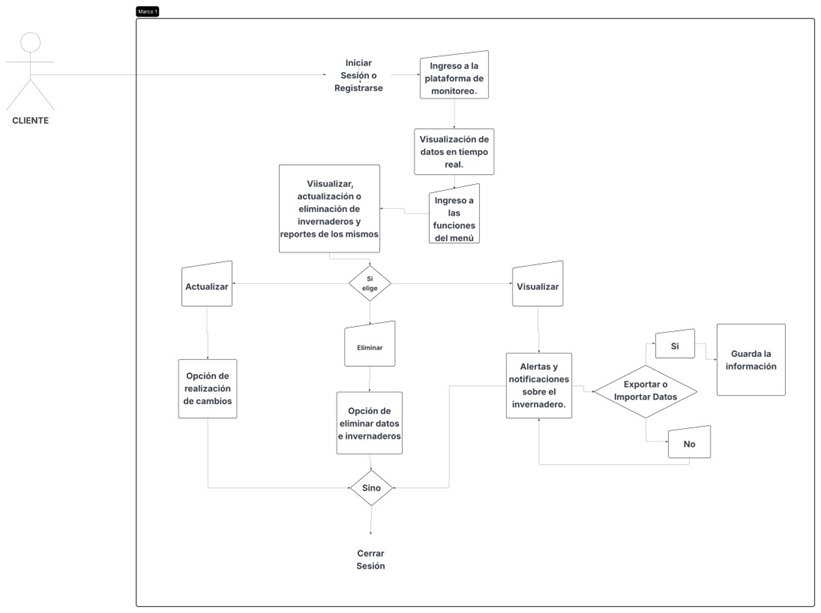 Marco 1
CLIENTE
Iniciar
Sesión o
Registrarse
Ingreso a la
plataforma de
monitoreo.
Visualización de
datos en tiempo
real.
Ingreso a
las
funciones
del menú
Viisualizar,
actualización o
eliminación de
invernaderos y
reportes de los mismos
Si
elige
Actualizar
Eliminar
Visualizar
Opción de
realización
de cambios
Opción de
eliminar datos
e invernaderos
Alertas y
notificaciones
sobre el
invernadero.
Exportar o
Importar Datos
Si
No
Guarda la
información
Sino
Cerrar
Sesión